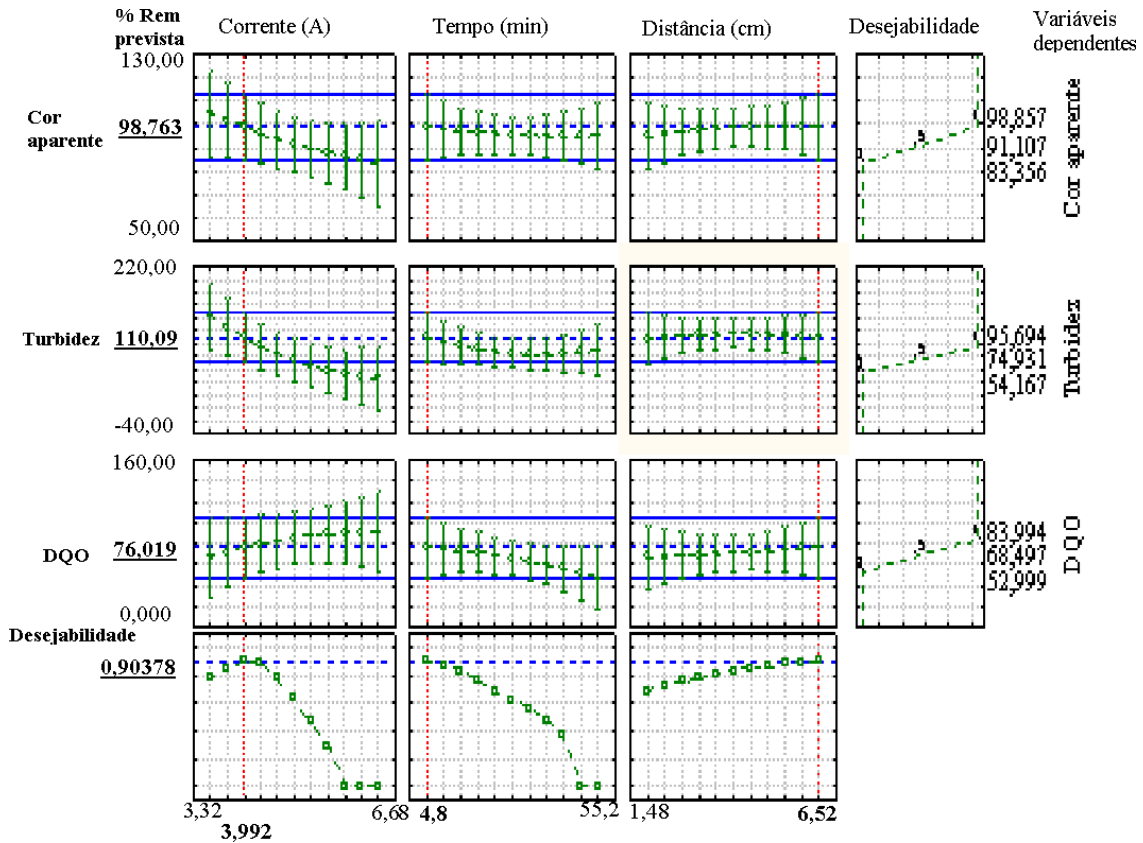 % Rem prevista
Corrente (A)
Tempo (min)
Distância (cm)
Desejabilidade
Variáveis dependentes
130,00
Cor aparente
98,763
50,00
98,857
91,107
83,356
Cor aparente
220,00
Turbidez
110,09
-40,00
95,694
74,931
54,167
Turbidez
160,00
DQO
76,019
0,000
83,994
68,497
52,999
DQO
Desejabilidade
0,90378
3,32
3,992
6,68
4,8
55,2
1,48
6,52